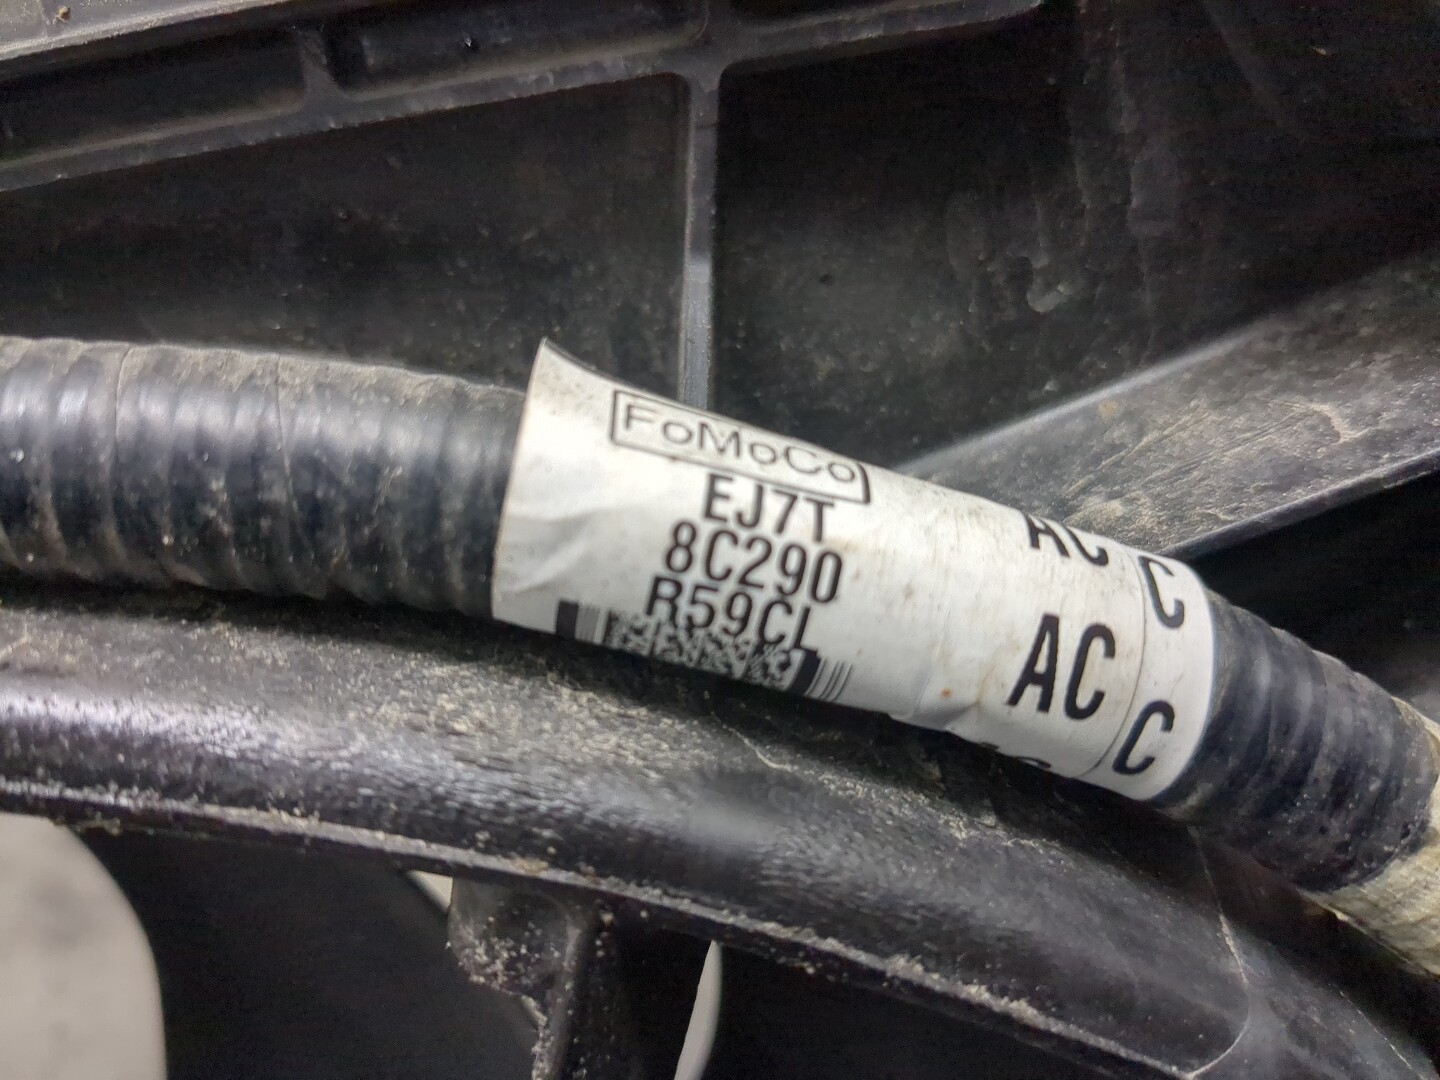 FoMoCo
EJ7T
8C290
R59CL
AC C
AC C